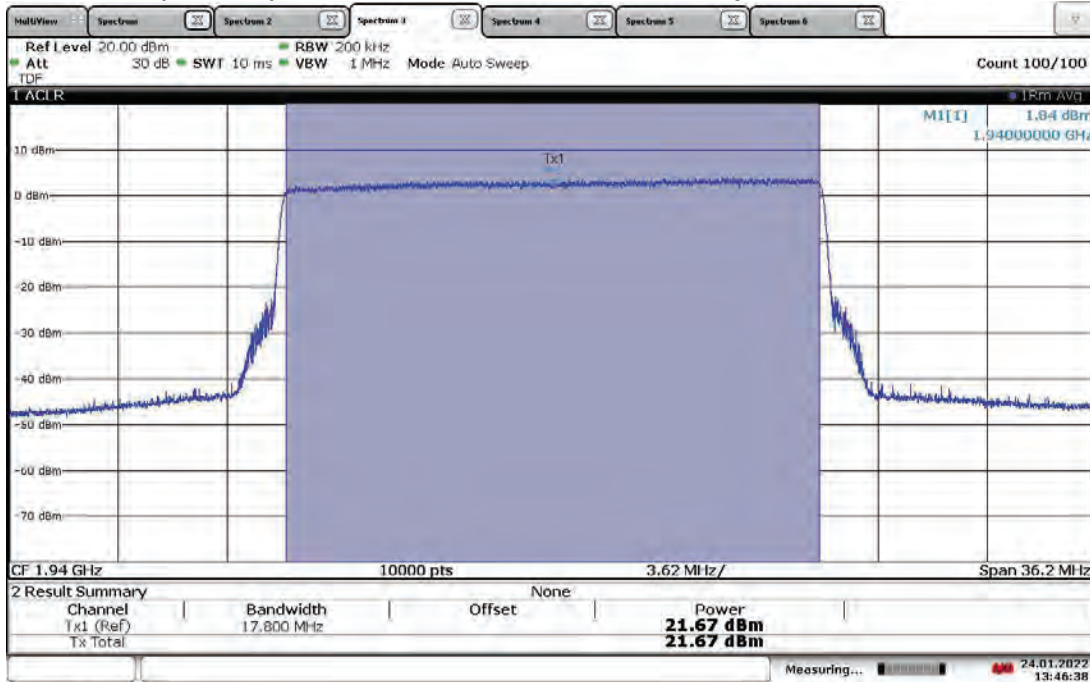 MultiView Spectrum Spectrum 2 Spectrum 3 Spectrum 4 Spectrum 5 Spectrum 6
Ref Level 20.00 dBm RBW 200 kHz
Att 30 dB SWT 10 ms VBW 1 MHz Mode Auto Sweep Count 100/100
TDF
1 ACLR 1Rm Avg
M1[1] 1.84 dBm
1.94000000 GHz
10 dBm
Tx1
0 dBm
-10 dBm
-20 dBm
-30 dBm
-40 dBm
-50 dBm
-60 dBm
-70 dBm
CF 1.94 GHz 10000 pts 3.62 MHz/ Span 36.2 MHz
2 Result Summary None
Channel Bandwidth Offset Power
Tx1 (Ref) 17.800 MHz 21.67 dBm
Tx Total 21.67 dBm
Measuring... 24.01.2022
13:46:38